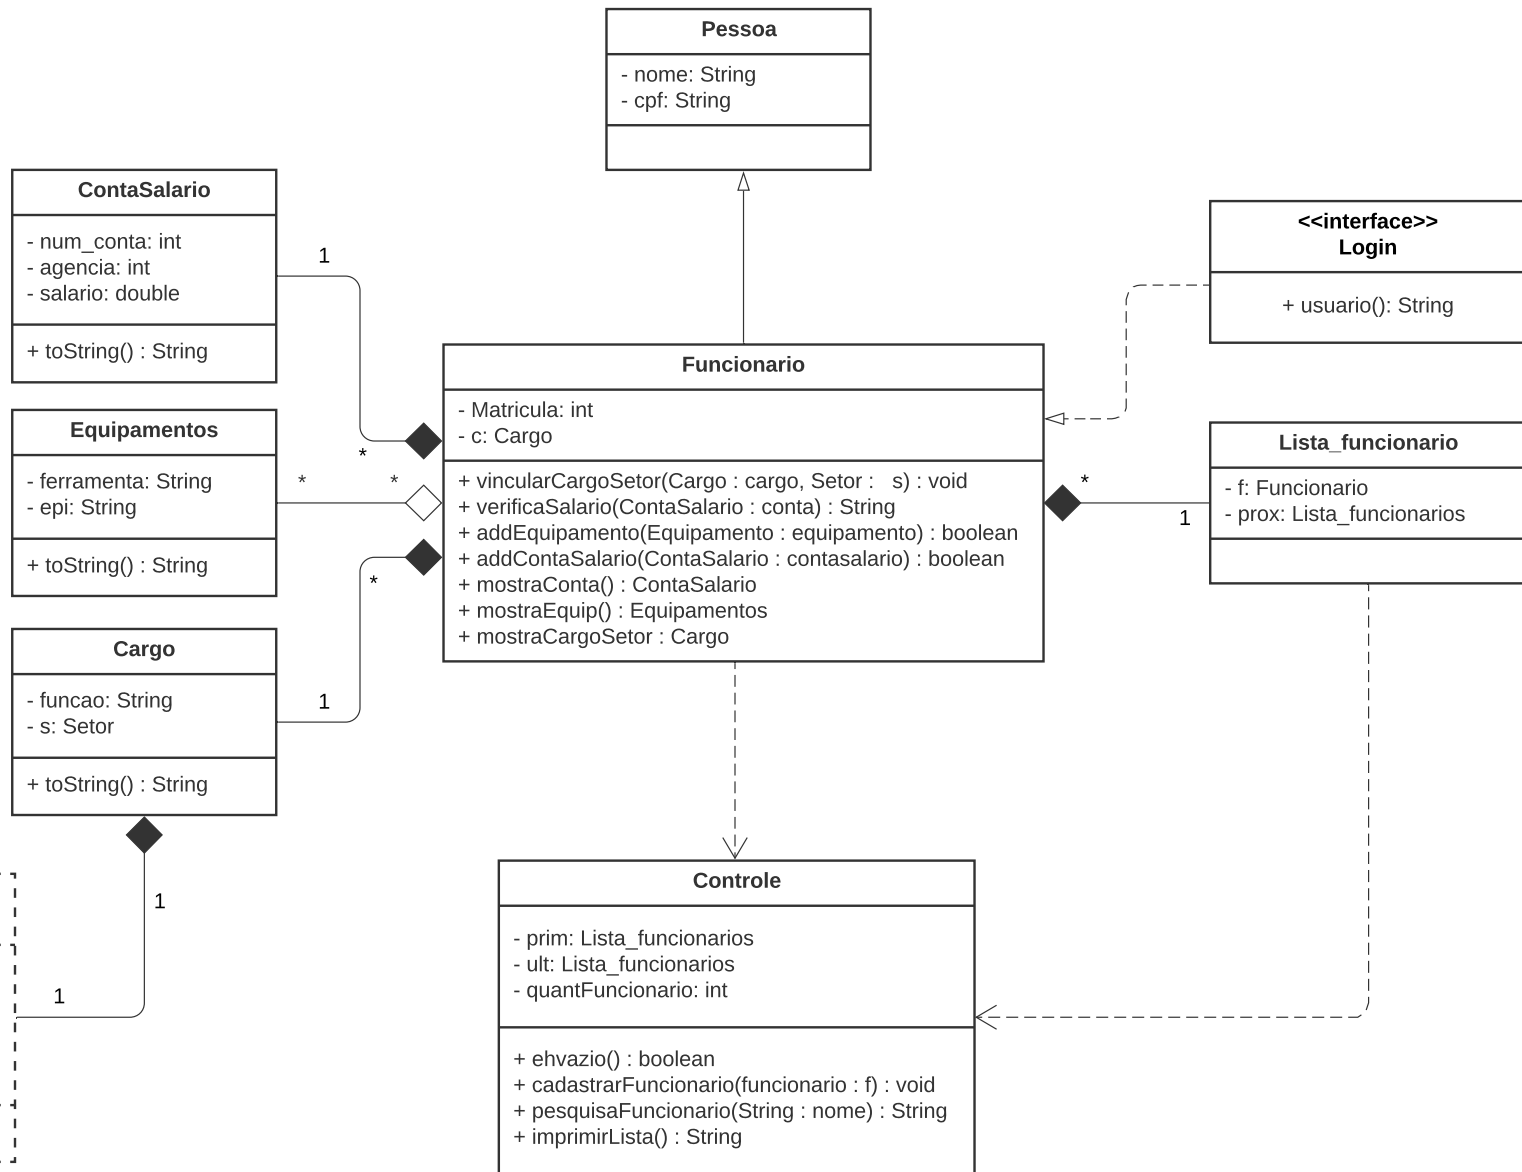 Pessoa
- nome: String
- cpf: String
ContaSalario
- num_conta: int
- agencia: int
- salario: double
+ toString() : String
1
*
<<interface>>
Login
+ usuario(): String
Equipamentos
- ferramenta: String
- epi: String
+ toString() : String
*
*
Funcionario
- Matricula: int
- c: Cargo
+ vincularCargoSetor(Cargo : cargo, Setor :   s) : void
+ verificaSalario(ContaSalario : conta) : String
+ addEquipamento(Equipamento : equipamento) : boolean
+ addContaSalario(ContaSalario : contasalario) : boolean
+ mostraConta() : ContaSalario
+ mostraEquip() : Equipamentos
+ mostraCargoSetor : Cargo
*
1
Lista_funcionario
- f: Funcionario
- prox: Lista_funcionarios
*
1
Cargo
- funcao: String
- s: Setor
+ toString() : String
1
1
Controle
- prim: Lista_funcionarios
- ult: Lista_funcionarios
- quantFuncionario: int
+ ehvazio() : boolean
+ cadastrarFuncionario(funcionario : f) : void
+ pesquisaFuncionario(String : nome) : String
+ imprimirLista() : String